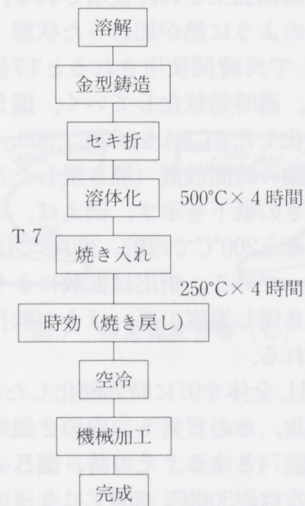 溶解
金型鋳造
セキ折
溶体化 500℃×4時間
T7
焼き入れ
250℃×4時間
時効（焼き戻し）
空冷
機械加工
完成